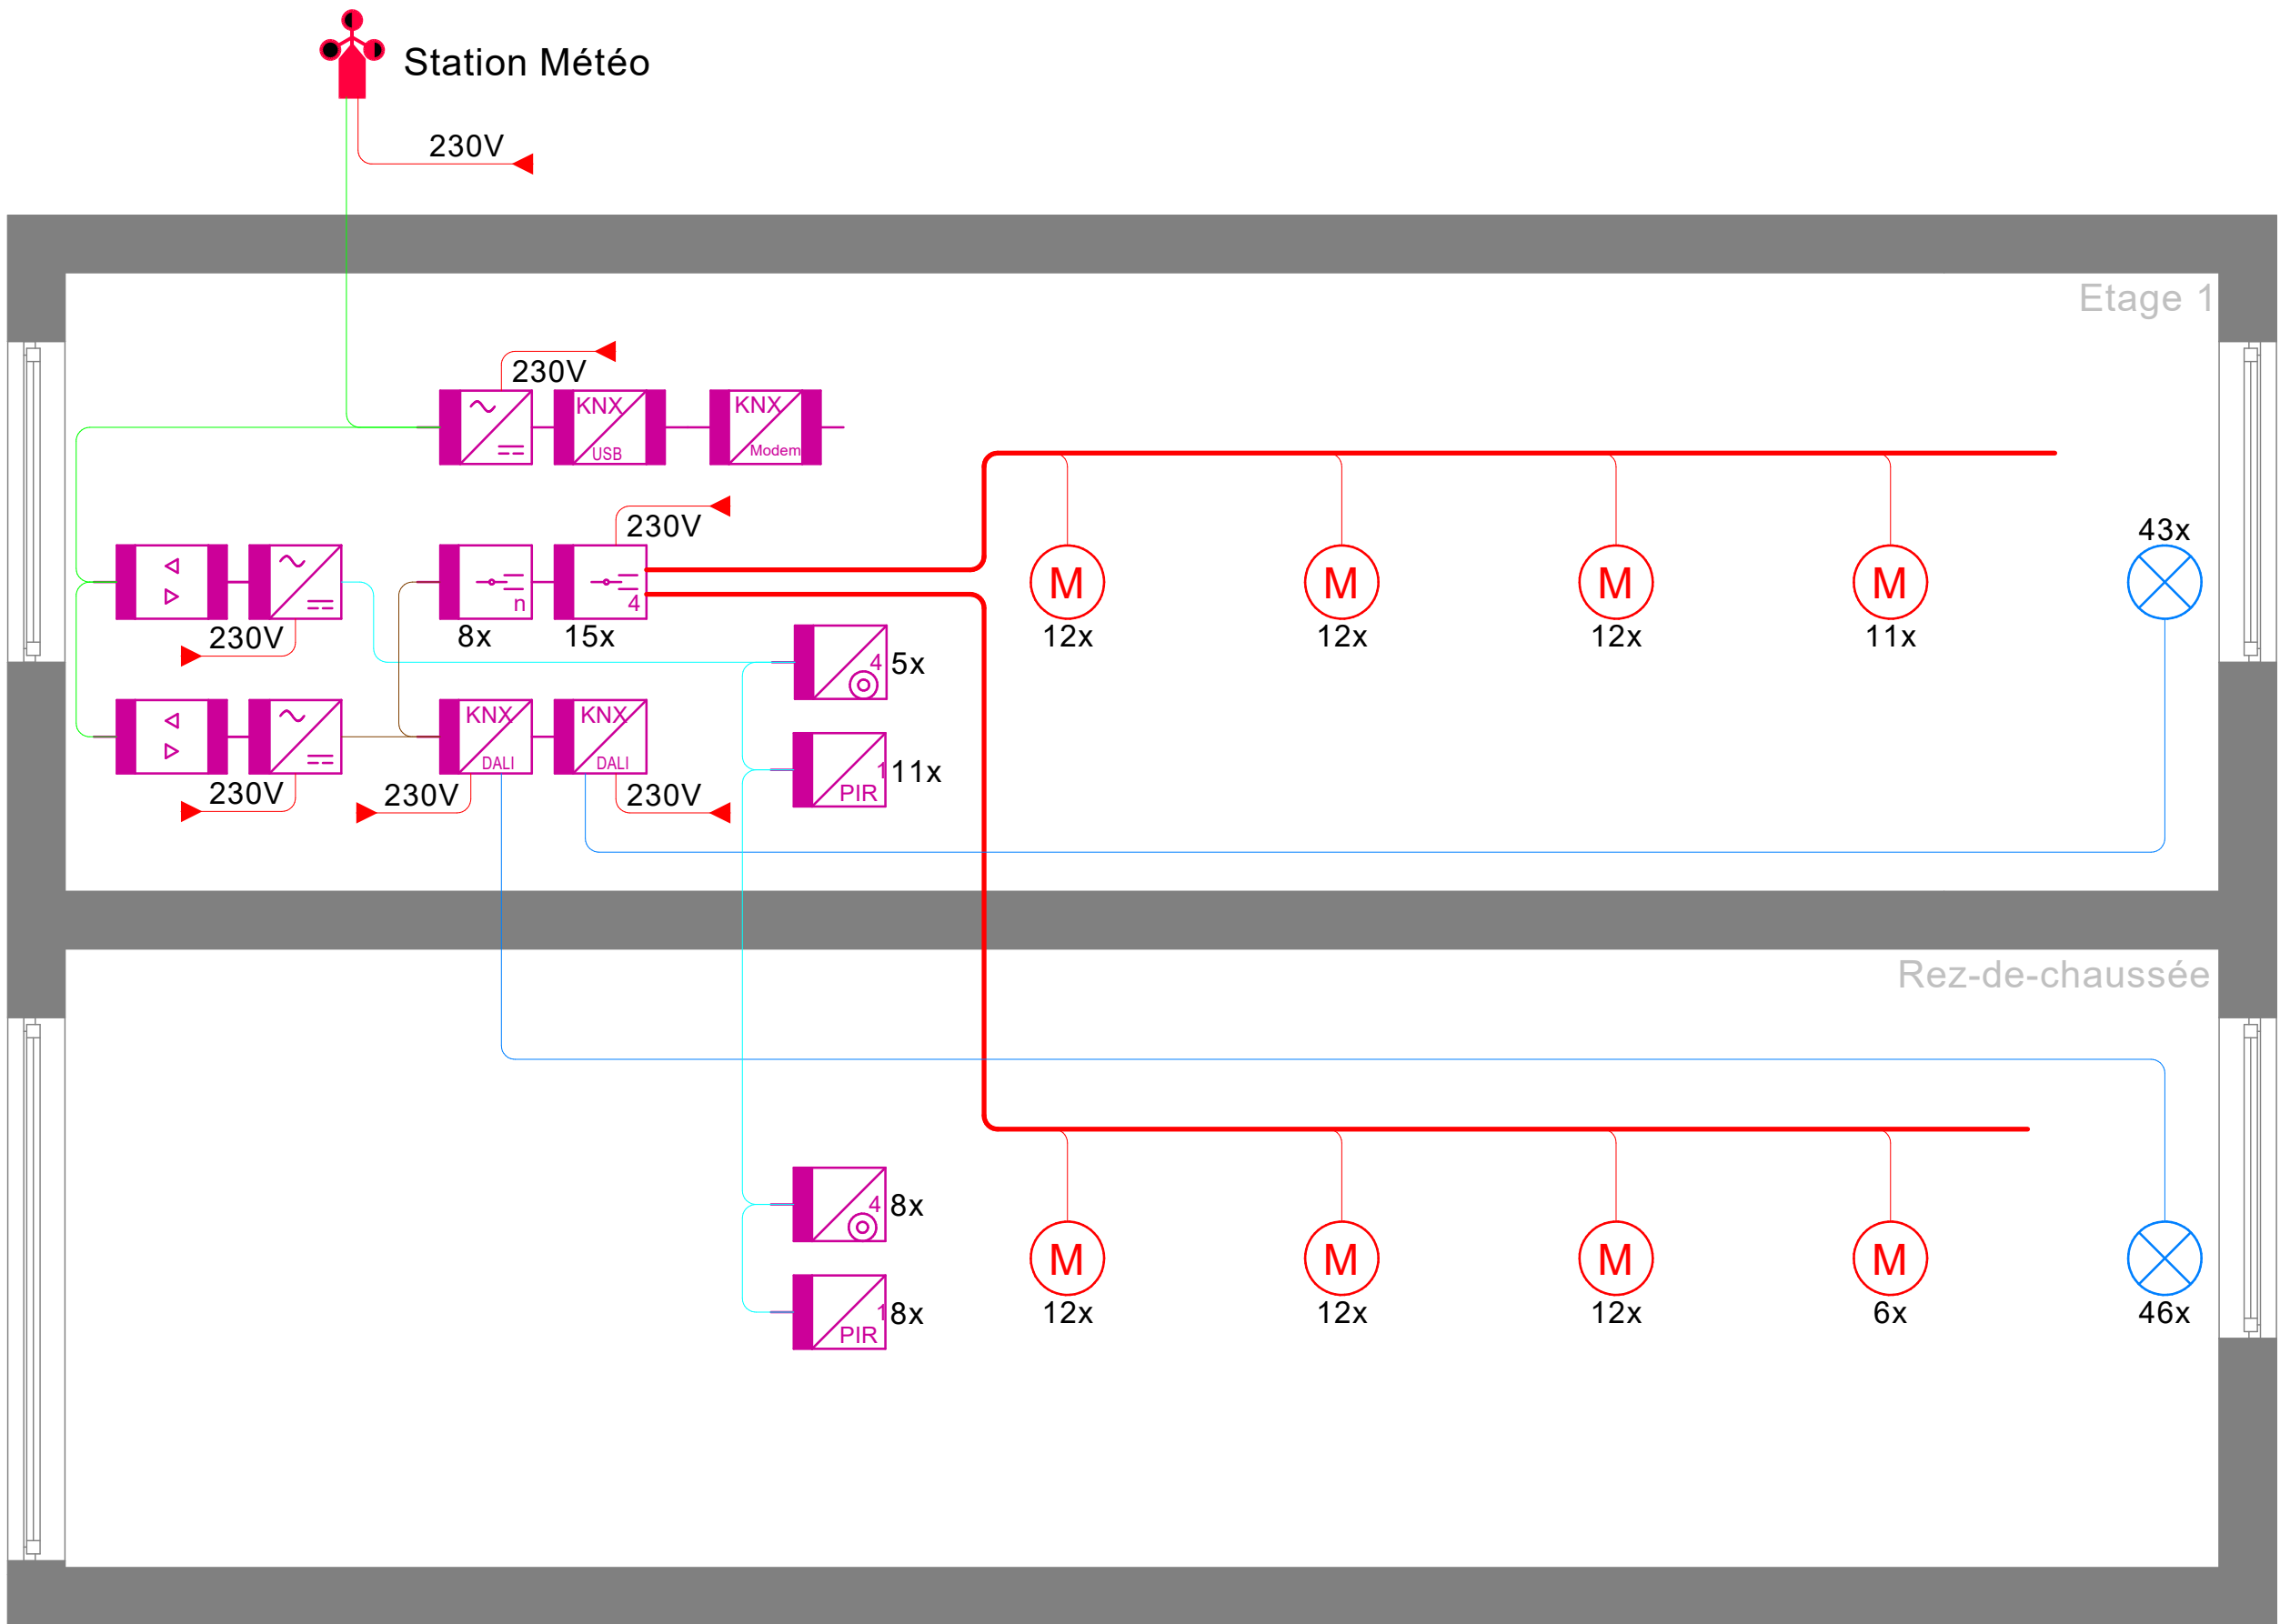 Station Météo
230V
Etage 1
230V
KNX
USB
KNX
Modem
230V
43x
n
4
230V
8x
15x
M
12x
M
12x
M
12x
M
11x
4
5x
KNX
DALI
KNX
DALI
1
PIR
11x
230V
230V
230V
Rez-de-chaussée
4
8x
1
PIR
8x
M
12x
M
12x
M
12x
M
6x
46x